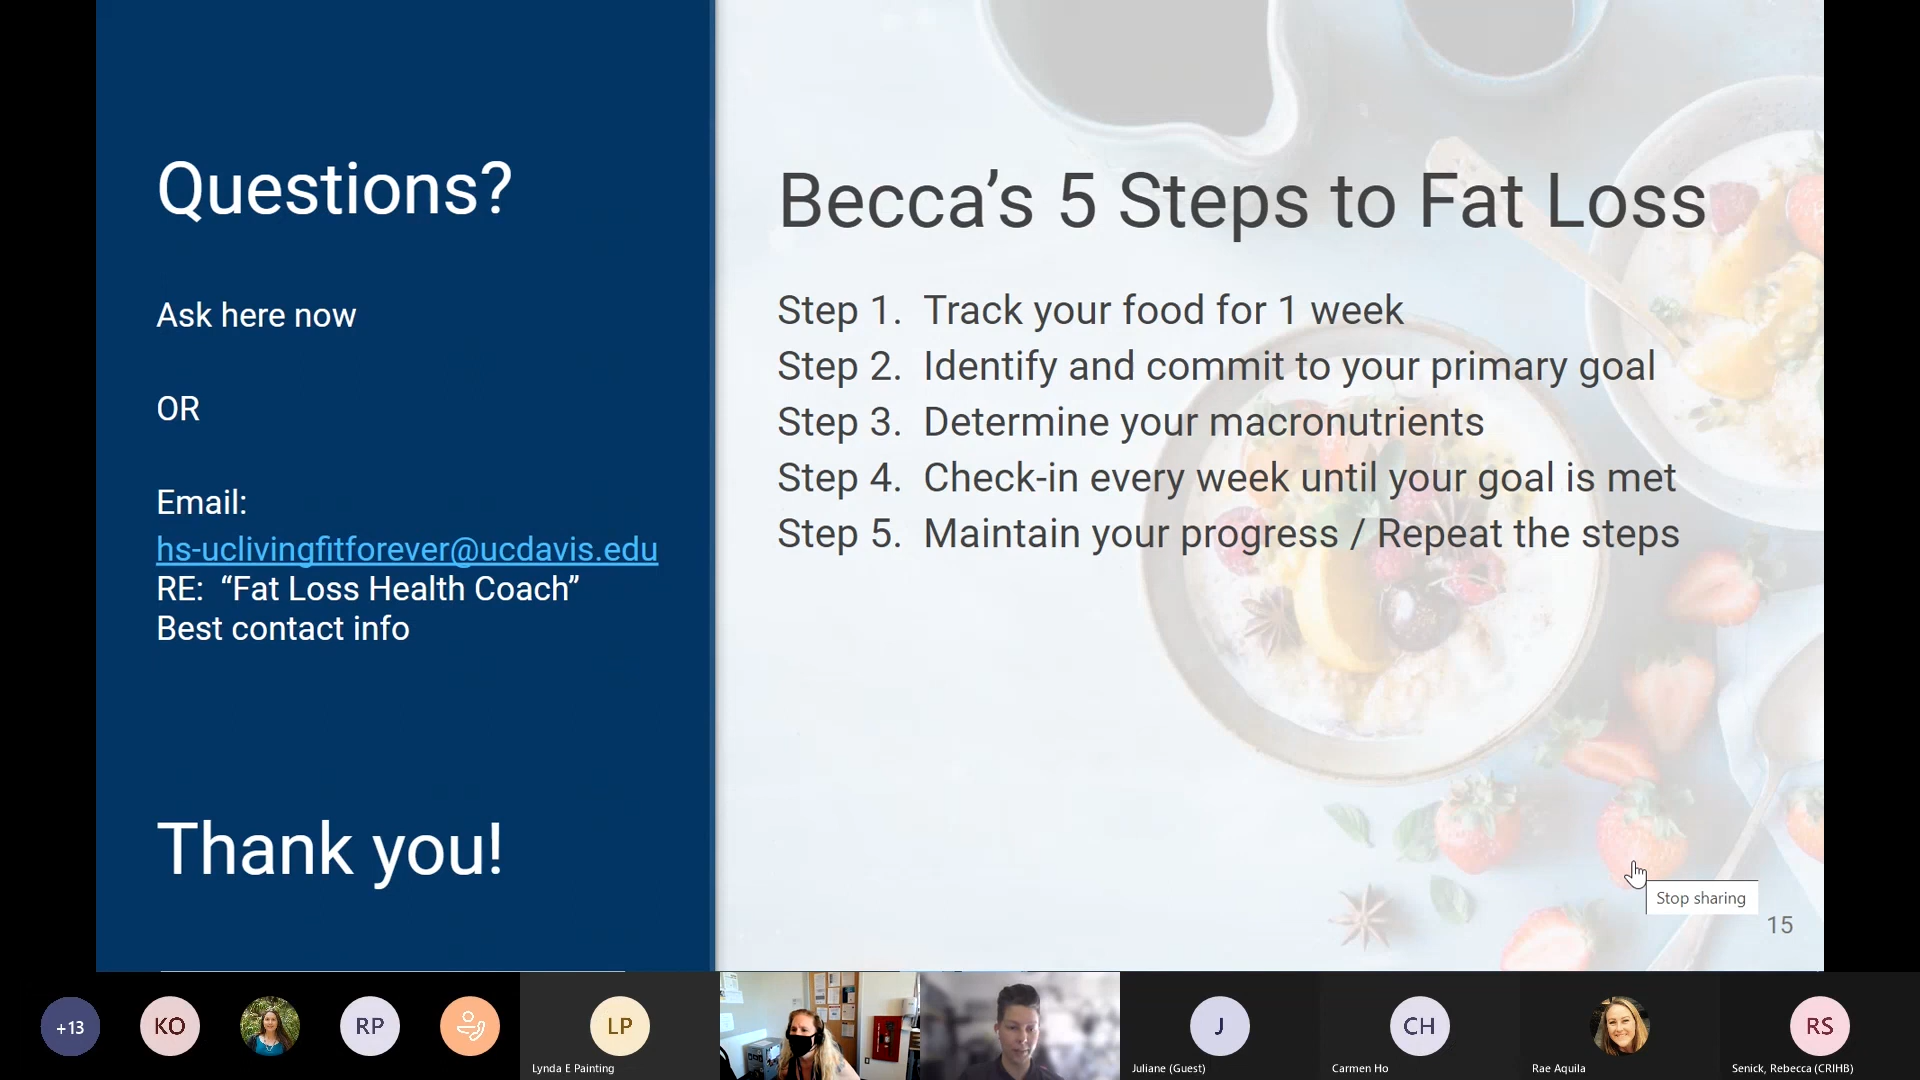 Questions?
Ask here now
OR
Email:
hs-uclivingfitforever@ucdavis.edu
RE:  “Fat Loss Health Coach”
Best contact info
Thank you!
Becca’s 5 Steps to Fat Loss
Step 1.  Track your food for 1 week
Step 2.  Identify and commit to your primary goal
Step 3.  Determine your macronutrients
Step 4.  Check-in every week until your goal is met
Step 5.  Maintain your progress / Repeat the steps
Stop sharing
15
+13
KO
RP
LP
Lynda E Painting
J
Juliane (Guest)
CH
Carmen Ho
Rae Aquila
RS
Senick, Rebecca (CRIHB)